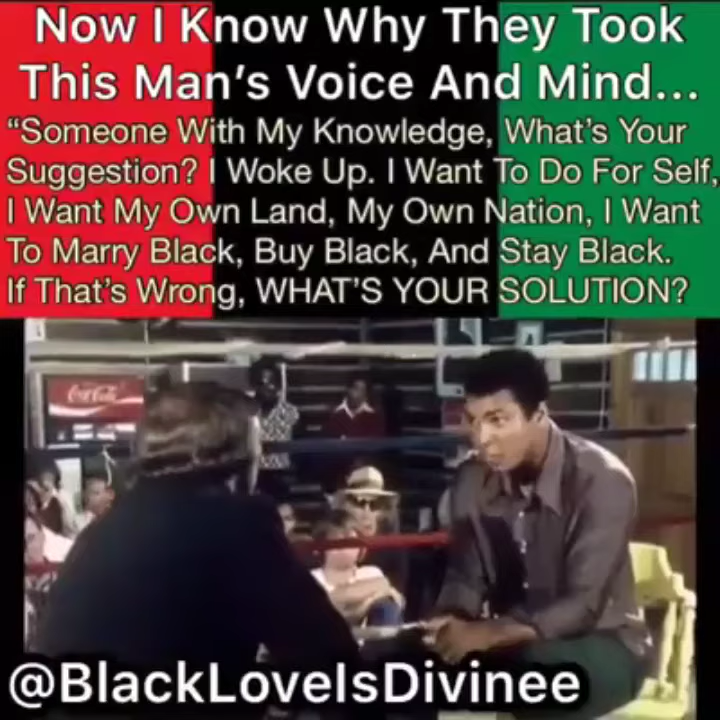 Now I Know Why They Took
This Man's Voice And Mind...
“Someone With My Knowledge, What's Your
Suggestion? I Woke Up. I Want To Do For Self,
I Want My Own Land, My Own Nation, I Want
To Marry Black, Buy Black, And Stay Black.
If That's Wrong, WHAT'S YOUR SOLUTION?
Coca-Cola
@BlackLoveIsDivinee